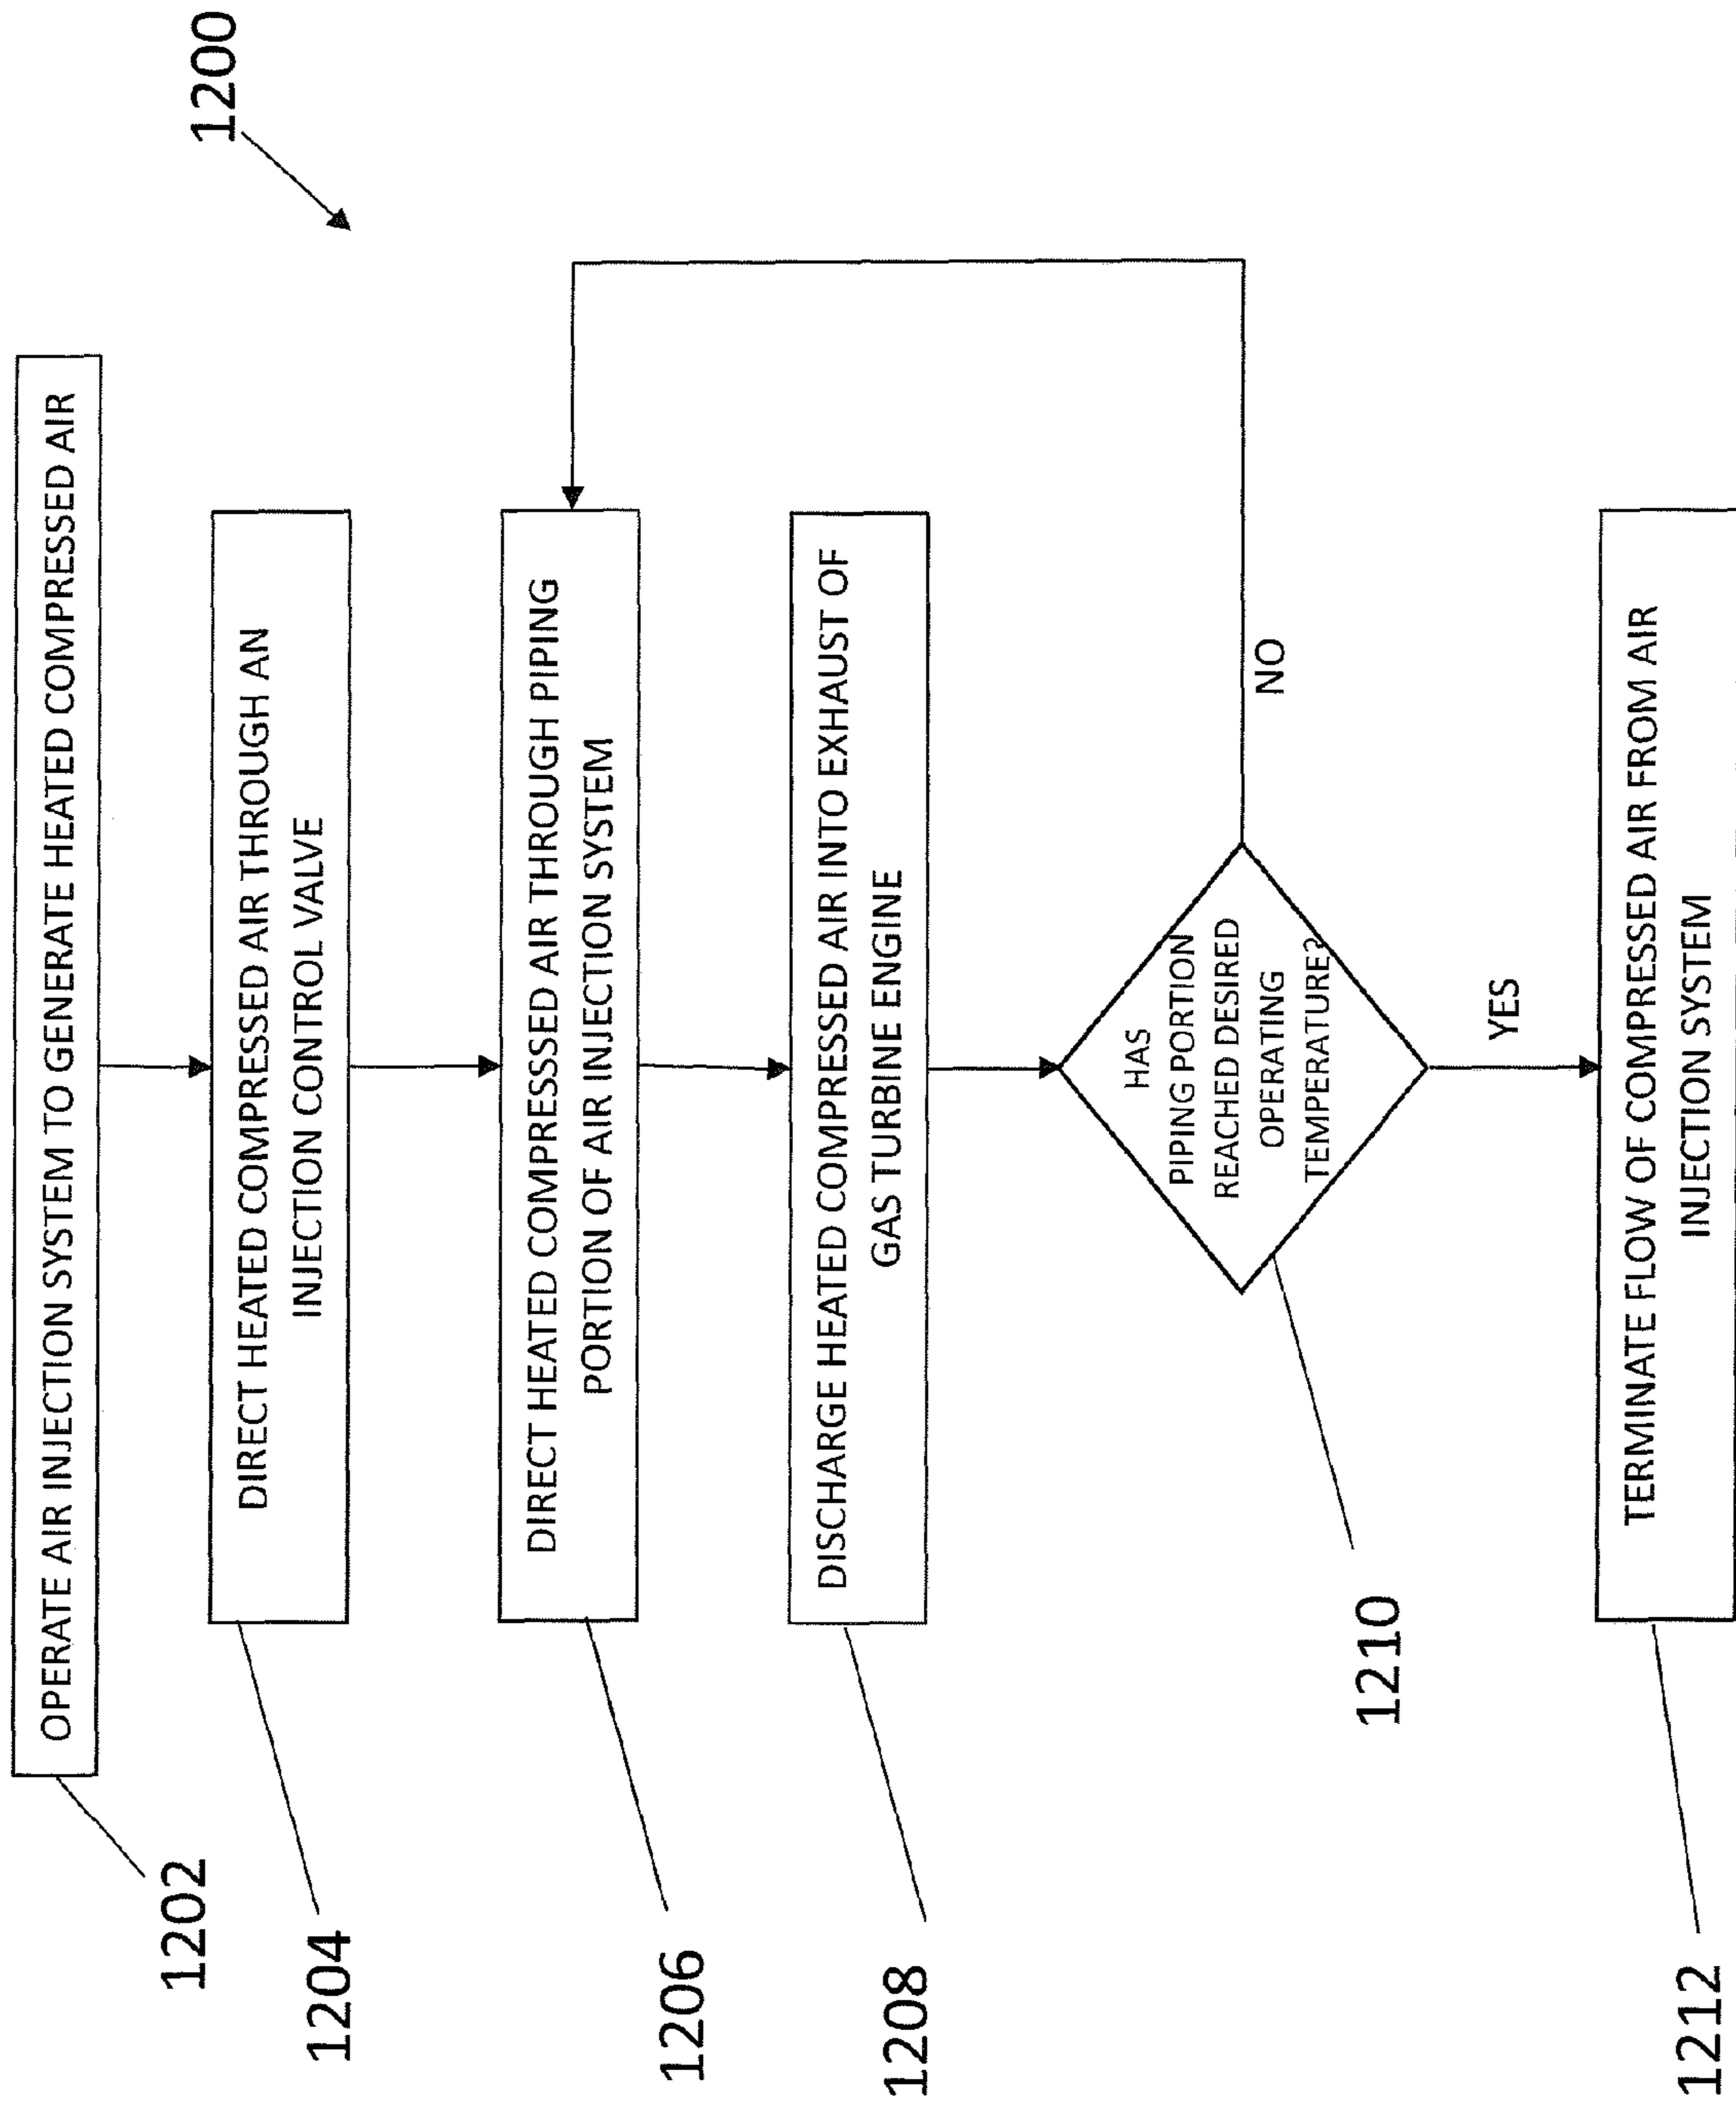 1200
1202
OPERATE AIR INJECTION SYSTEM TO GENERATE HEATED COMPRESSED AIR
1204
DIRECT HEATED COMPRESSED AIR THROUGH AN
INJECTION CONTROL VALVE
1206
DIRECT HEATED COMPRESSED AIR THROUGH PIPING
PORTION OF AIR INJECTION SYSTEM
1208
DISCHARGE HEATED COMPRESSED AIR INTO EXHAUST OF
GAS TURBINE ENGINE
1210
HAS
PIPING PORTION
REACHED DESIRED
OPERATING
TEMPERATURE?
NO
YES
1212
TERMINATE FLOW OF COMPRESSED AIR FROM AIR
INJECTION SYSTEM